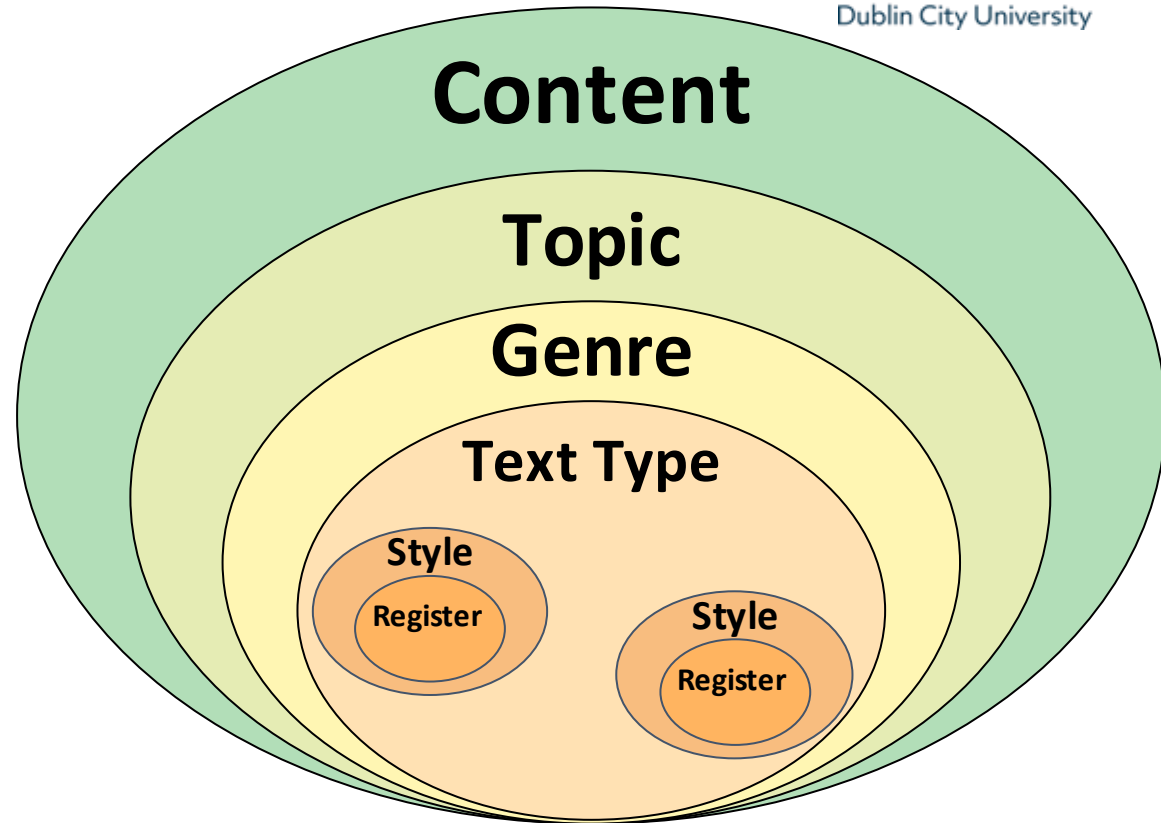 Dublin City University
Content
Topic
Genre
Text Type
Style
Register
Style
Register